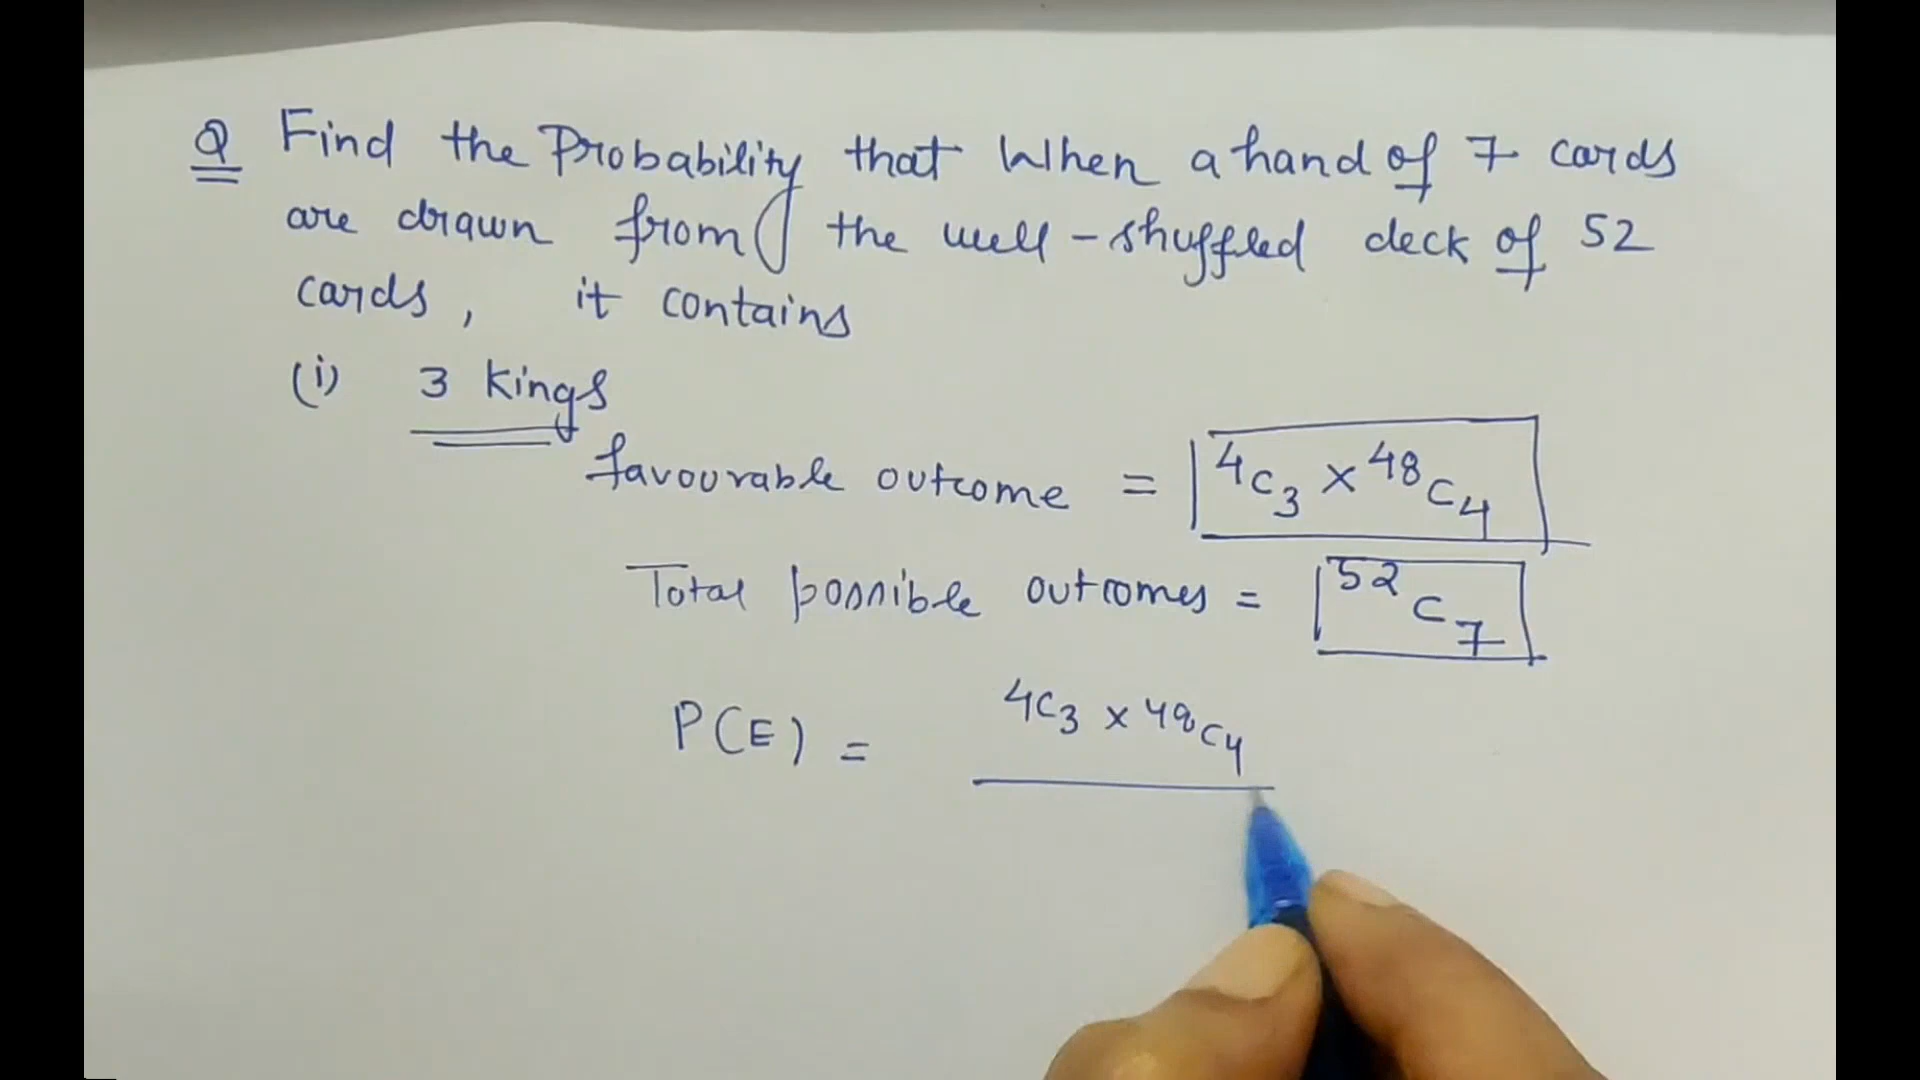 Q Find the Probability that When a hand of 7 cards
are drawn from the well-shuffled deck of 52
cards, it contains
(i) 3 kings
favourable outcome = ⁴C₃ × ⁴⁸C₄
Total possible outcomes = ⁵²C₇
P(E) = 4C₃ × ⁴⁸C₄